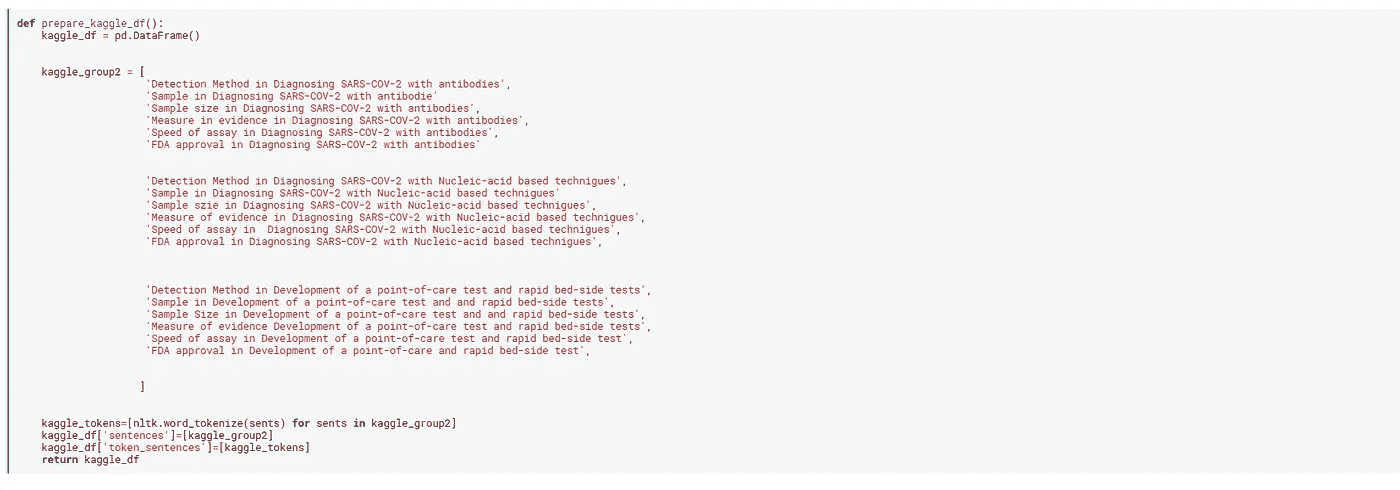 def prepare_kaggle_df():
kaggle_df = pd.DataFrame()
kaggle_group2 = [
'Detection Method in Diagnosing SARS-COV-2 with antibodies',
'Sample in Diagnosing SARS-COV-2 with antibodie'
'Sample size in Diagnosing SARS-COV-2 with antibodies',
'Measure in evidence in Diagnosing SARS-COV-2 with antibodies',
'Speed of assay in Diagnosing SARS-COV-2 with antibodies',
'FDA approval in Diagnosing SARS-COV-2 with antibodies'
'Detection Method in Diagnosing SARS-COV-2 with Nucleic-acid based technigues',
'Sample in Diagnosing SARS-COV-2 with Nucleic-acid based technigues'
'Sample szie in Diagnosing SARS-COV-2 with Nucleic-acid based technigues',
'Measure of evidence in Diagnosing SARS-COV-2 with Nucleic-acid based technigues',
'Speed of assay in  Diagnosing SARS-COV-2 with Nucleic-acid based technigues',
'FDA approval in Diagnosing SARS-COV-2 with Nucleic-acid based technigues',
'Detection Method in Development of a point-of-care test and rapid bed-side tests',
'Sample in Development of a point-of-care test and and rapid bed-side tests',
'Sample Size in Development of a point-of-care test and and rapid bed-side tests',
'Measure of evidence Development of a point-of-care test and rapid bed-side tests',
'Speed of assay in Development of a point-of-care test and rapid bed-side test',
'FDA approval in Development of a point-of-care and rapid bed-side test',
]
kaggle_tokens=[nltk.word_tokenize(sents) for sents in kaggle_group2]
kaggle_df['sentences']=[kaggle_group2]
kaggle_df['token_sentences']=[kaggle_tokens]
return kaggle_df